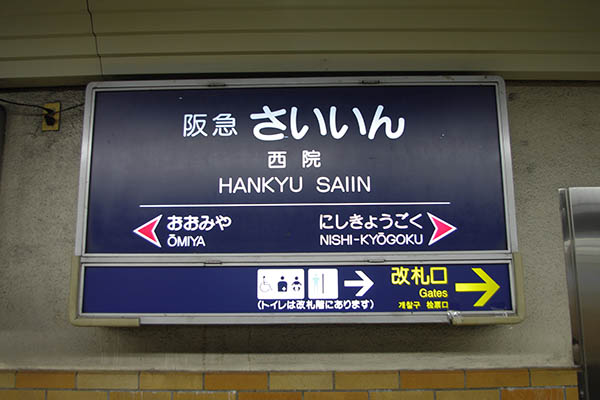 阪急 さいいん
西院
HANKYU SAIIN
おおみや にしきょうごく
ŌMIYA NISHI-KYŌGOKU
改札口
Gates
(トイレは改札階にあります) 개찰구 检票口